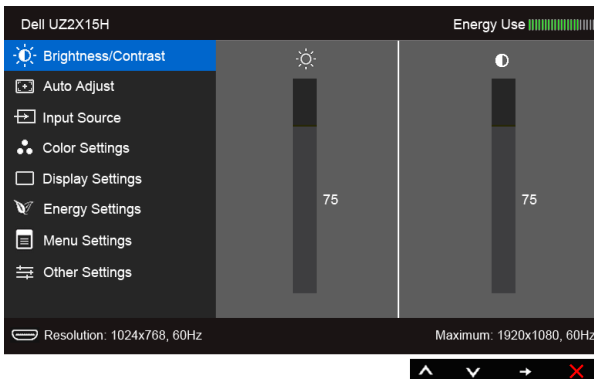 Dell UZ2X15H
Energy Use
Brightness/Contrast
Auto Adjust
Input Source
Color Settings
Display Settings
Energy Settings
Menu Settings
Other Settings
75
75
Resolution: 1024x768, 60Hz
Maximum: 1920x1080, 60Hz